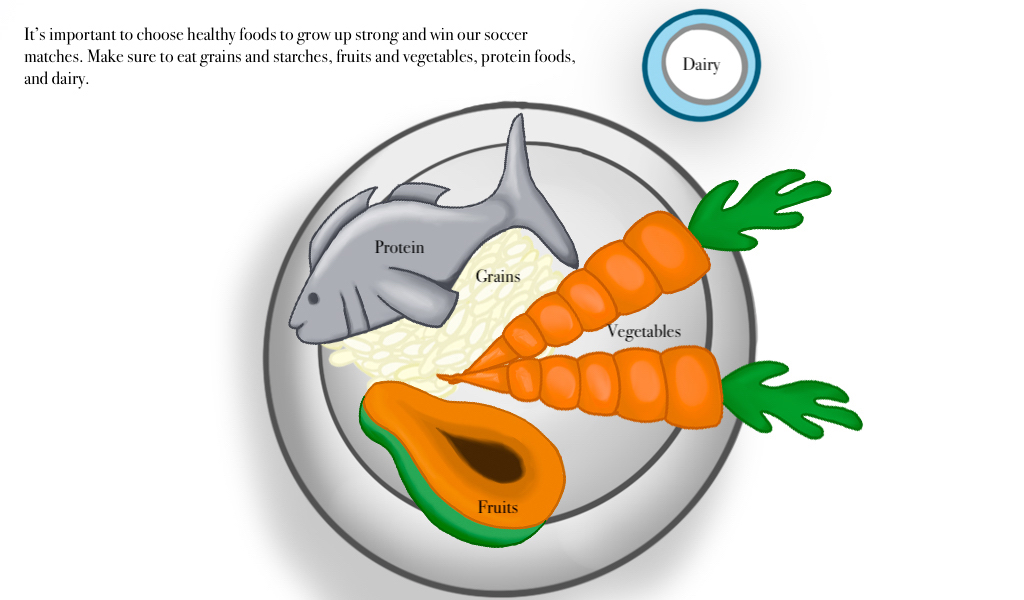 It’s important to choose healthy foods to grow up strong and win our soccer
matches. Make sure to eat grains and starches, fruits and vegetables, protein foods,
and dairy.
Dairy
Protein
Grains
Vegetables
Fruits